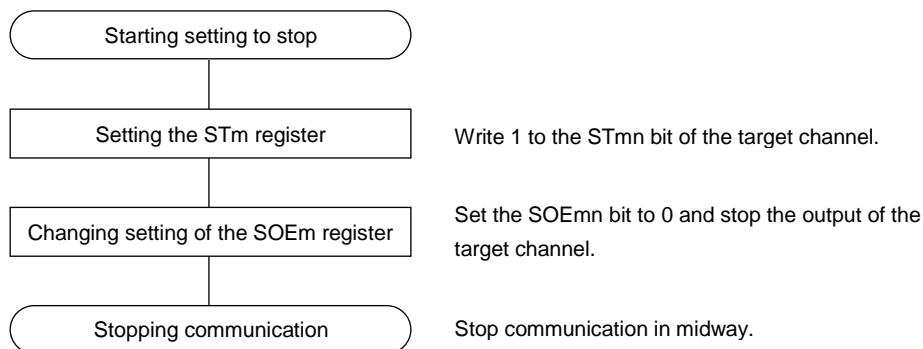 Starting setting to stop
Setting the STm register
Write 1 to the STmn bit of the target channel.
Changing setting of the SOEm register
Set the SOEmn bit to 0 and stop the output of the
target channel.
Stopping communication
Stop communication in midway.